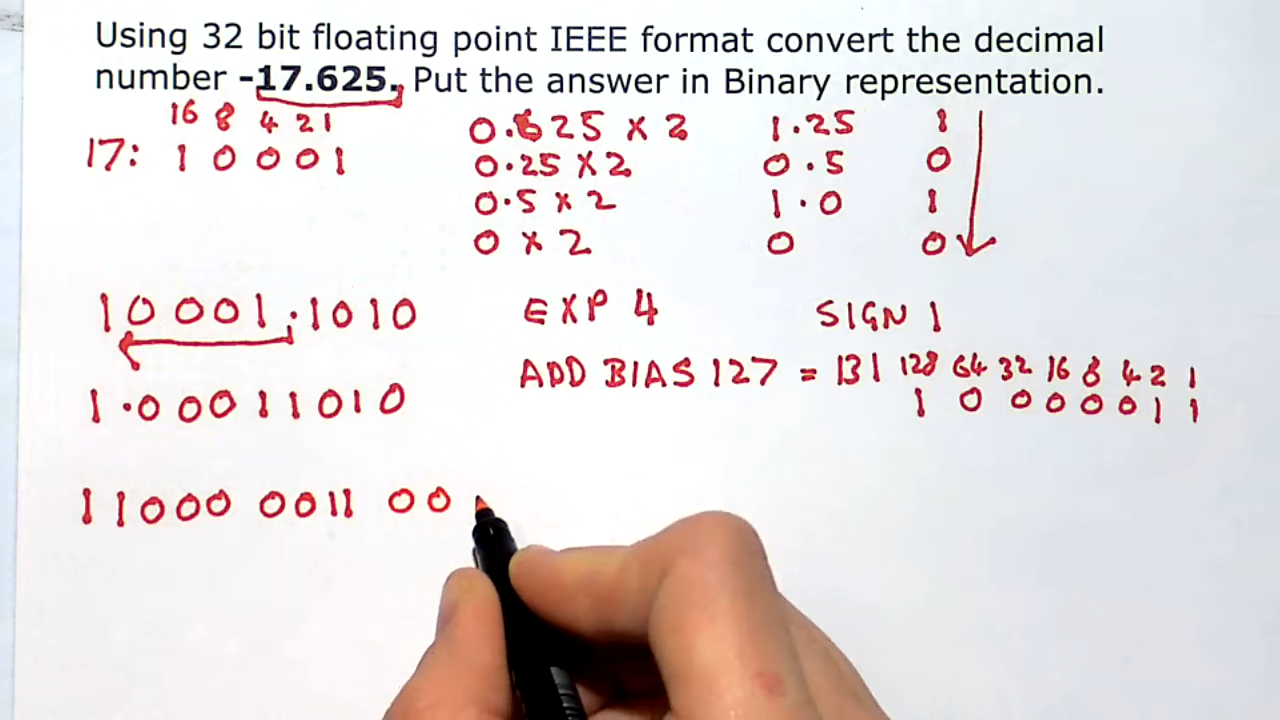 Using 32 bit floating point IEEE format convert the decimal
number -17.625. Put the answer in Binary representation.
16 8 4 2 1
17: 1 0 0 0 1
0.625 x 2 1.25 1
0.25 x 2 0.5 0
0.5 x 2 1.0 1
0 x 2 0 0
10001.1010 EXP 4 SIGN 1
ADD BIAS 127 = 131 128 64 32 16 8 4 2 1
1 0 0 0 0 0 1 1
1.00011010
11000 0011 00